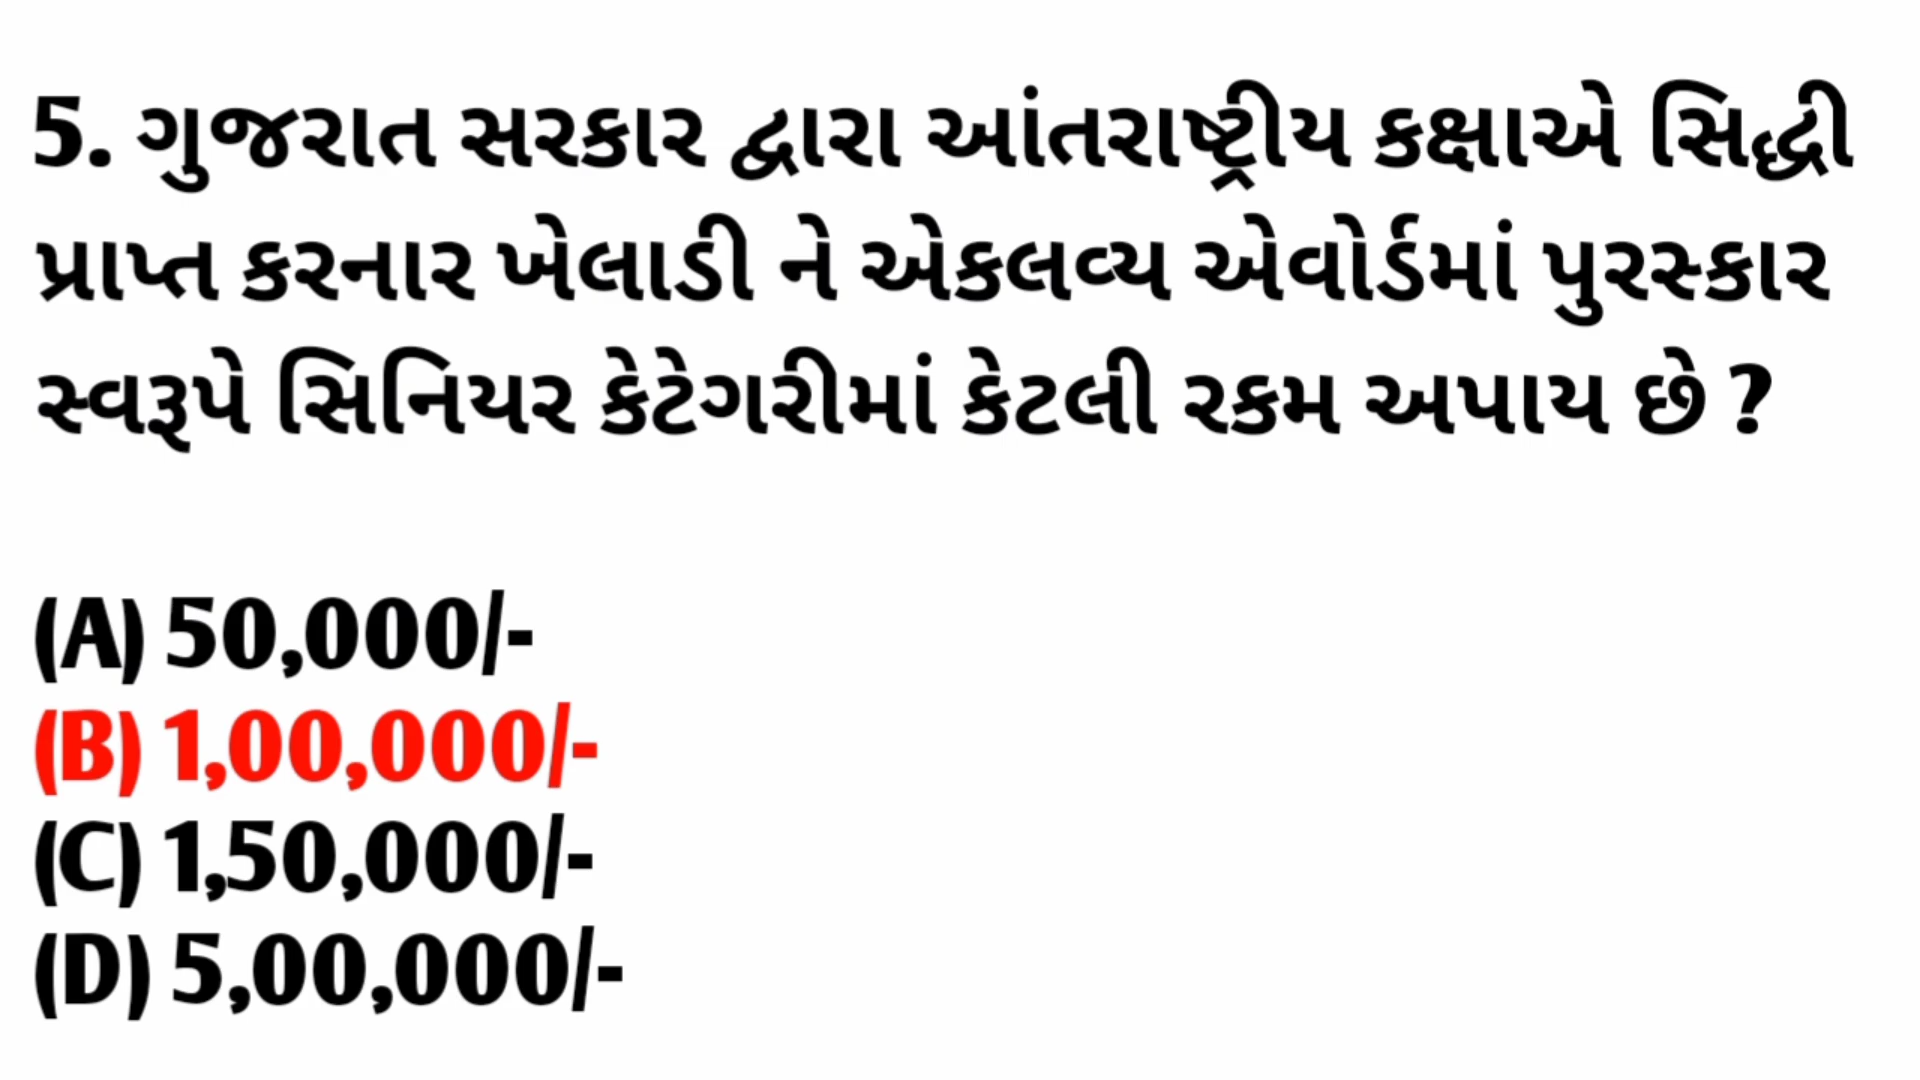 5. ગુજરાત સરકાર દ્વારા આંતરાષ્ટ્રીય કક્ષાએ સિદ્ધી
પ્રાપ્ત કરનાર ખેલાડી ને એકલવ્ય એવોર્ડમાં પુરસ્કાર
સ્વરૂપે સિનિયર કેટેગરીમાં કેટલી રકમ અપાય છે ?
(A) 50,000/-
(B) 1,00,000/-
(C) 1,50,000/-
(D) 5,00,000/-